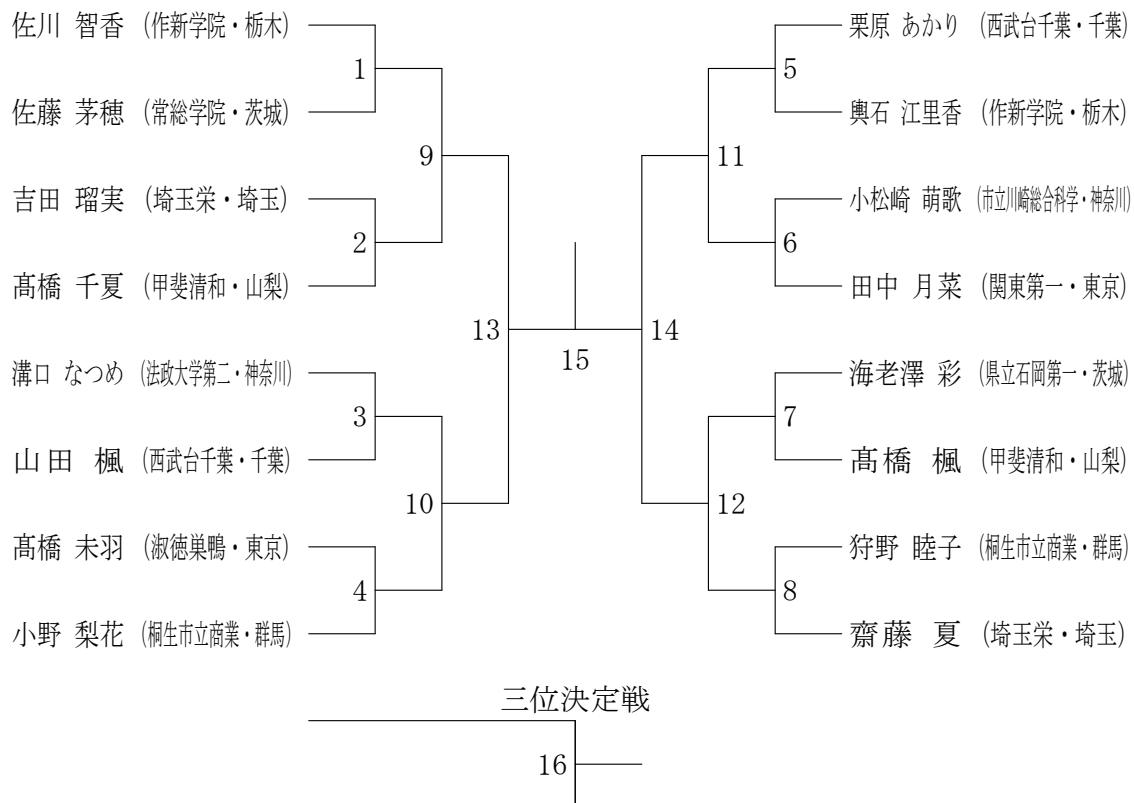 佐川 智香 (作新学院・栃木)
1
佐藤 茅穂 (常総学院・茨城)
9
吉田 瑠実 (埼玉栄・埼玉)
2
髙橋 千夏 (甲斐清和・山梨)
13
溝口 なつめ (法政大学第二・神奈川)
3
山田 楓 (西武台千葉・千葉)
10
髙橋 未羽 (淑徳巣鴨・東京)
4
小野 梨花 (桐生市立商業・群馬)
15
栗原 あかり (西武台千葉・千葉)
5
輿石 江里香 (作新学院・栃木)
11
小松崎 萌歌 (市立川崎総合科学・神奈川)
6
田中 月菜 (関東第一・東京)
14
海老澤 彩 (県立石岡第一・茨城)
7
髙橋 楓 (甲斐清和・山梨)
12
狩野 睦子 (桐生市立商業・群馬)
8
齋藤 夏 (埼玉栄・埼玉)
三位決定戦
16